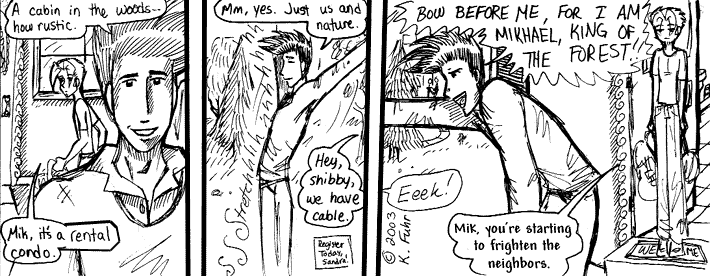 A cabin in the woods--
how rustic.
Mik, it's a rental
condo.
Mm, yes. Just us and
nature.
SSStretch
Hey,
shibby,
we have
cable.
Register
Today,
Sandra.
BOW BEFORE ME, FOR I AM
MIKHAEL, KING OF
THE FOREST!
Eeek!
Mik, you're starting
to frighten the
neighbors.
© 2003
K. Fuhr
WELCOME